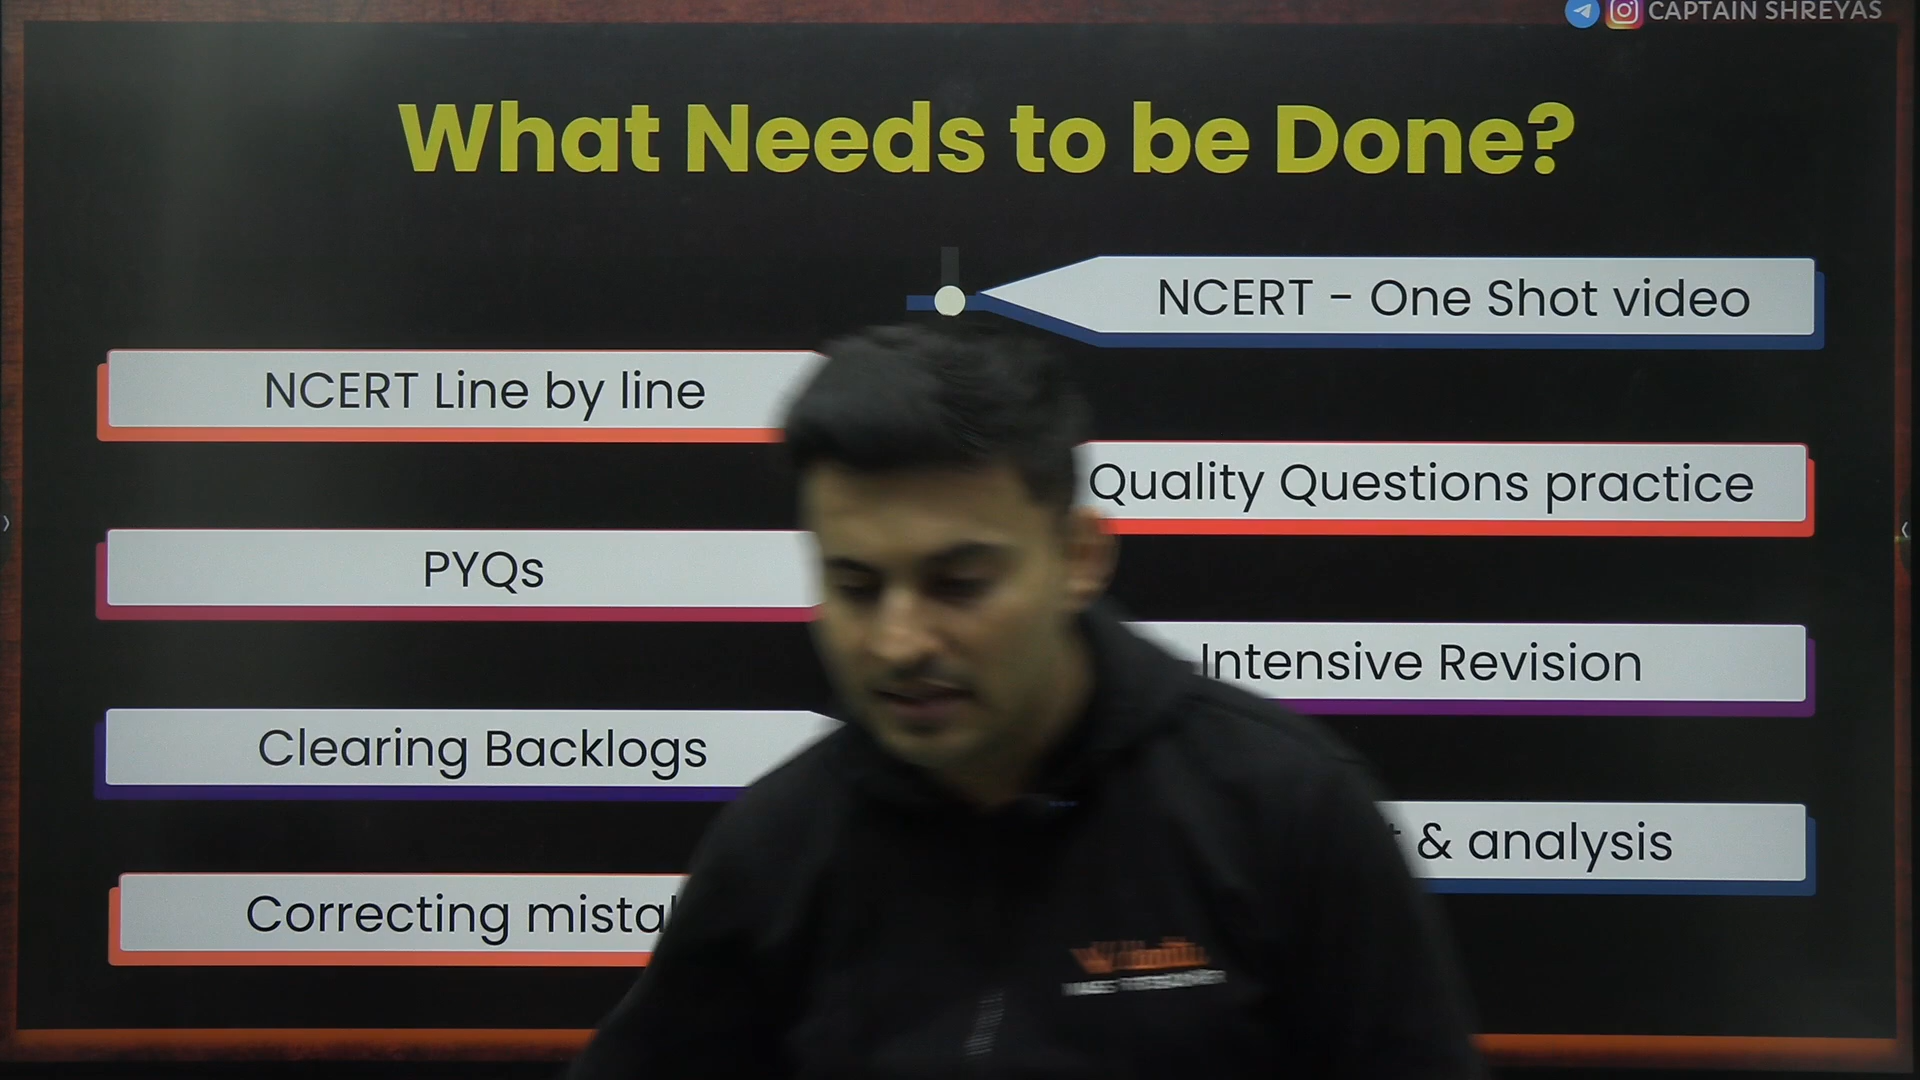 CAPTAIN SHREYAS
What Needs to be Done?
NCERT - One Shot video
NCERT Line by line
Quality Questions practice
PYQs
Intensive Revision
Clearing Backlogs
& analysis
Correcting